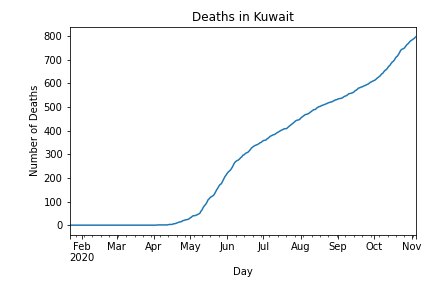 Deaths in Kuwait
Number of Deaths
800
700
600
500
400
300
200
100
0
Feb Mar Apr May Jun Jul Aug Sep Oct Nov
2020
Day